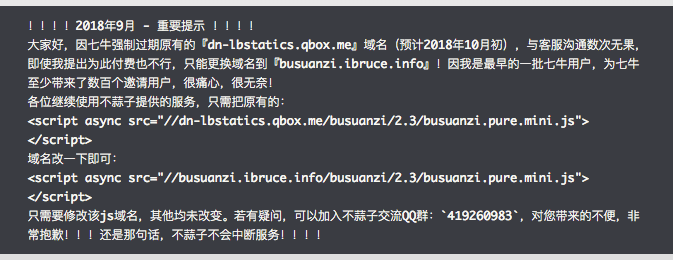 ！！！！ 2018年9月 - 重要提示 ！！！！
大家好，因七牛强制过期原有的『dn-lbstatics.qbox.me』域名（预计2018年10月初），与客服沟通数次无果，
即使我提出为此付费也不行，只能更换域名到『busuanzi.ibruce.info』！因我是最早的一批七牛用户，为七牛
至少带来了数百个邀请用户，很痛心，很无奈！
各位继续使用不蒜子提供的服务，只需把原有的：
<script async src="//dn-lbstatics.qbox.me/busuanzi/2.3/busuanzi.pure.mini.js">
</script>
域名改一下即可：
<script async src="//busuanzi.ibruce.info/busuanzi/2.3/busuanzi.pure.mini.js">
</script>
只需要修改该js域名，其他均未改变。若有疑问，可以加入不蒜子交流QQ群：`419260983`，对您带来的不便，非
常抱歉！！！还是那句话，不蒜子不会中断服务！！！！